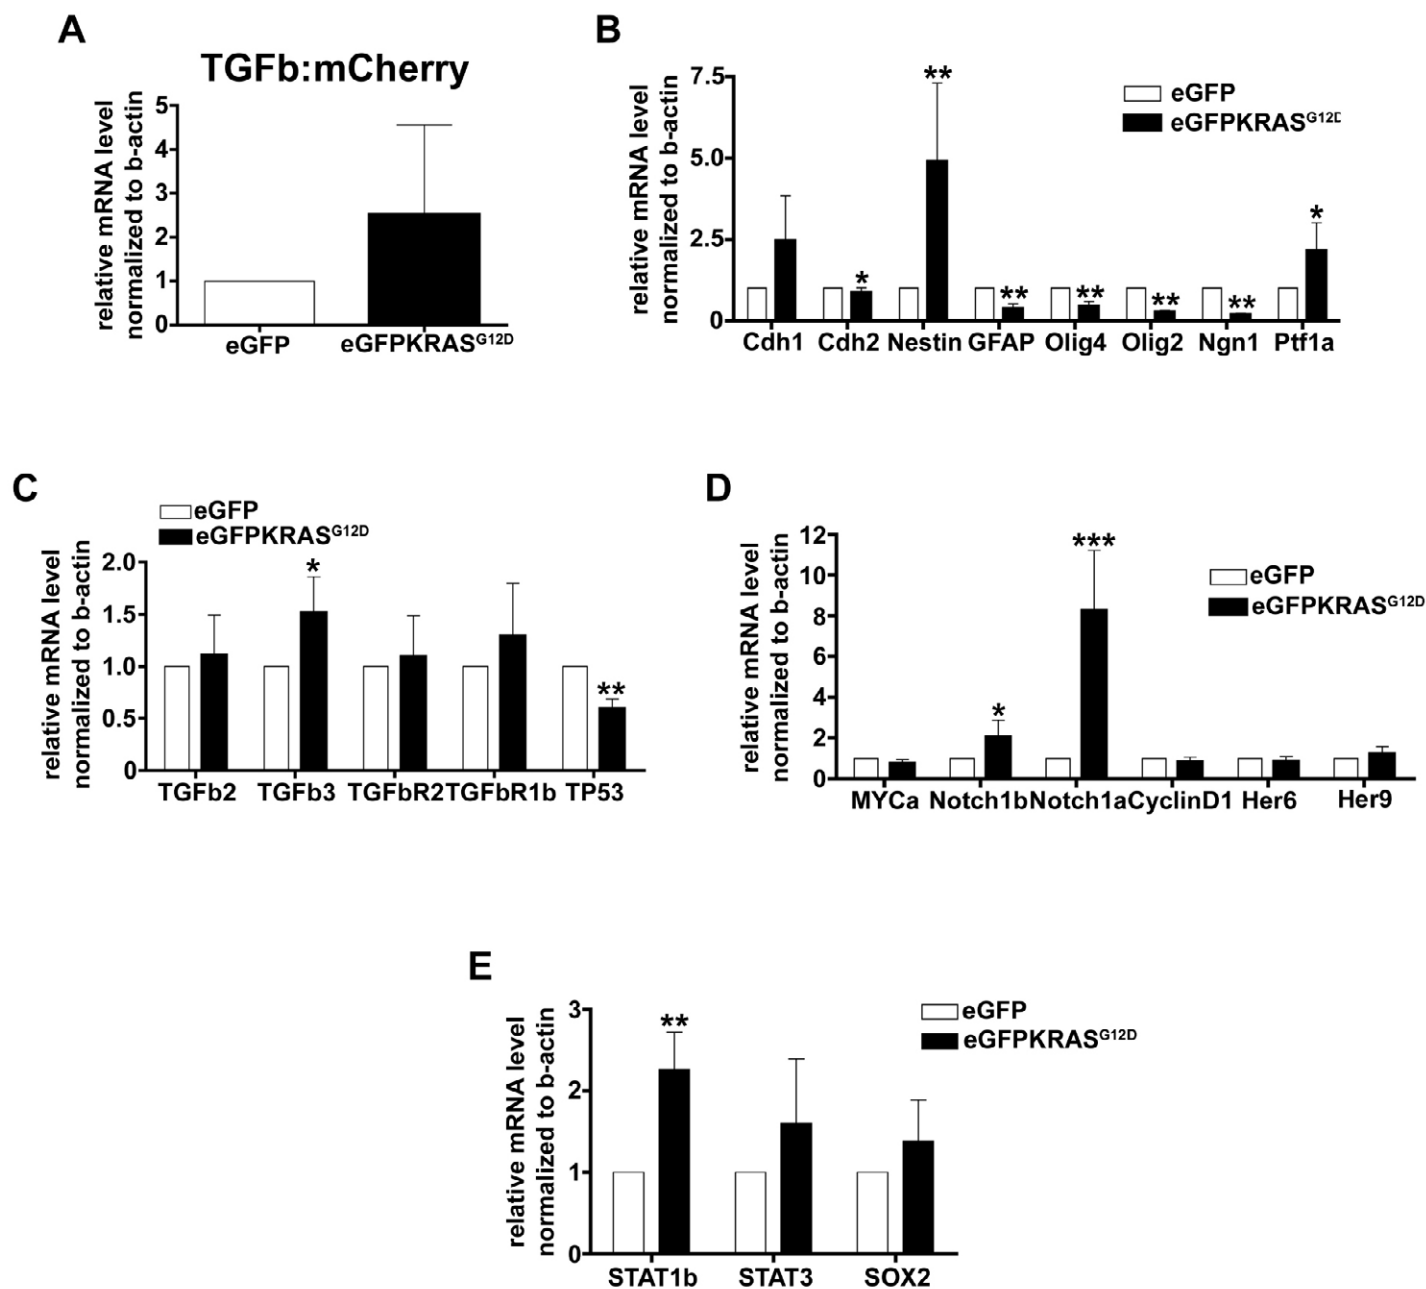 A
TGFb:mCherry
relative mRNA level
normalized to b-actin
5
4
3
2
1
0
eGFP
eGFPKRASG12D
B
relative mRNA level
normalized to b-actin
7.5
5.0
2.5
0
**
*
**
**
**
**
*
eGFP
eGFPKRASG12D
Cdh1 Cdh2 Nestin GFAP Olig4 Olig2 Ngn1 Ptf1a
C
eGFP
eGFPKRASG12D
relative mRNA level
normalized to b-actin
2.0
1.5
1.0
0.5
0
*
**
TGFb2 TGFb3 TGFbR2 TGFbR1b TP53
D
relative mRNA level
normalized to b-actin
12
10
8
6
4
2
0
*
***
eGFP
eGFPKRASG12D
MYCa Notch1b Notch1a CyclinD1 Her6 Her9
E
relative mRNA level
normalized to b-actin
3
2
1
0
**
eGFP
eGFPKRASG12D
STAT1b STAT3 SOX2